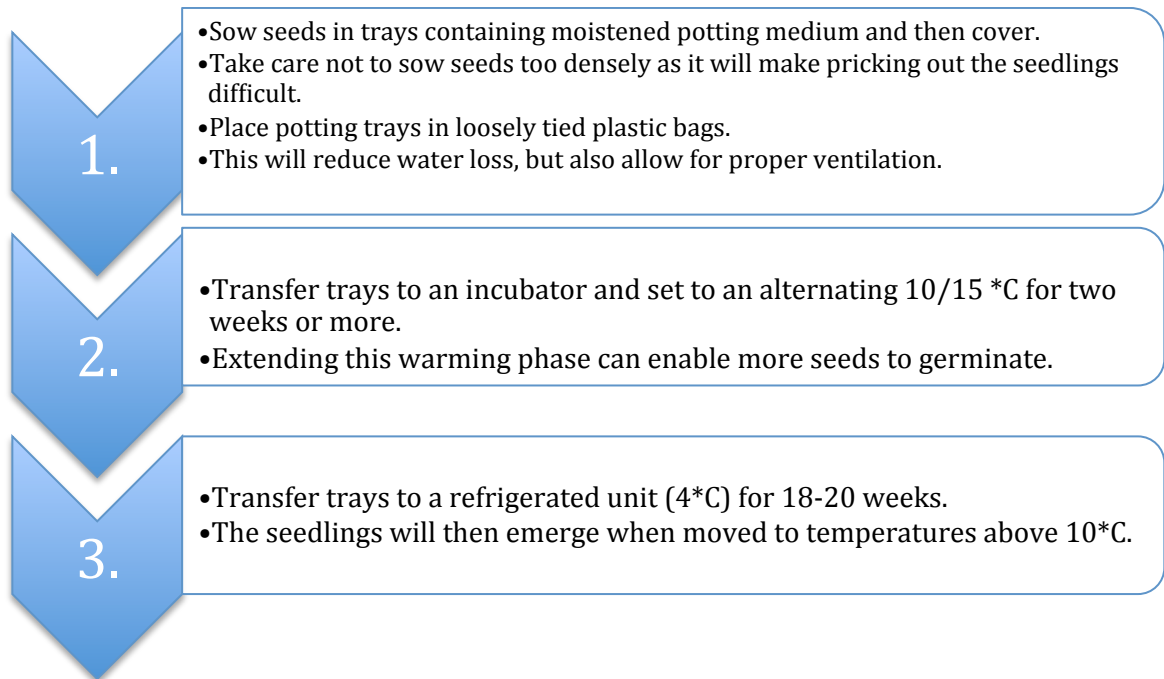 1.
•Sow seeds in trays containing moistened potting medium and then cover.
•Take care not to sow seeds too densely as it will make pricking out the seedlings
difficult.
•Place potting trays in loosely tied plastic bags.
•This will reduce water loss, but also allow for proper ventilation.
2.
•Transfer trays to an incubator and set to an alternating 10/15 *C for two
weeks or more.
•Extending this warming phase can enable more seeds to germinate.
3.
•Transfer trays to a refrigerated unit (4*C) for 18-20 weeks.
•The seedlings will then emerge when moved to temperatures above 10*C.